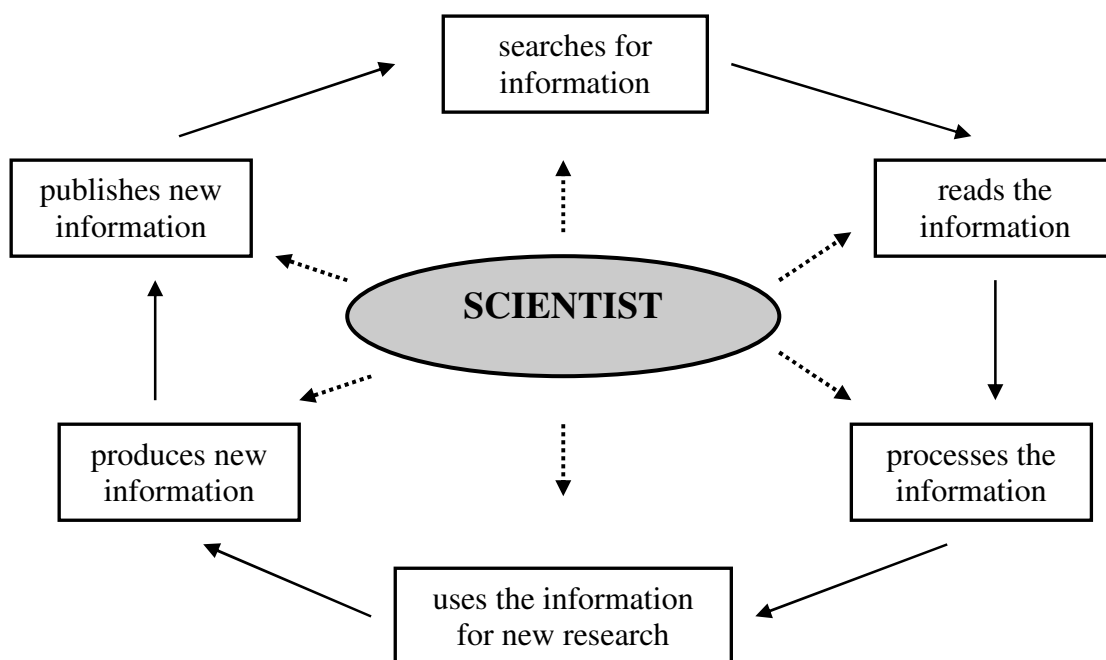 searches for
information
publishes new
information
reads the
information
SCIENTIST
produces new
information
processes the
information
uses the information
for new research